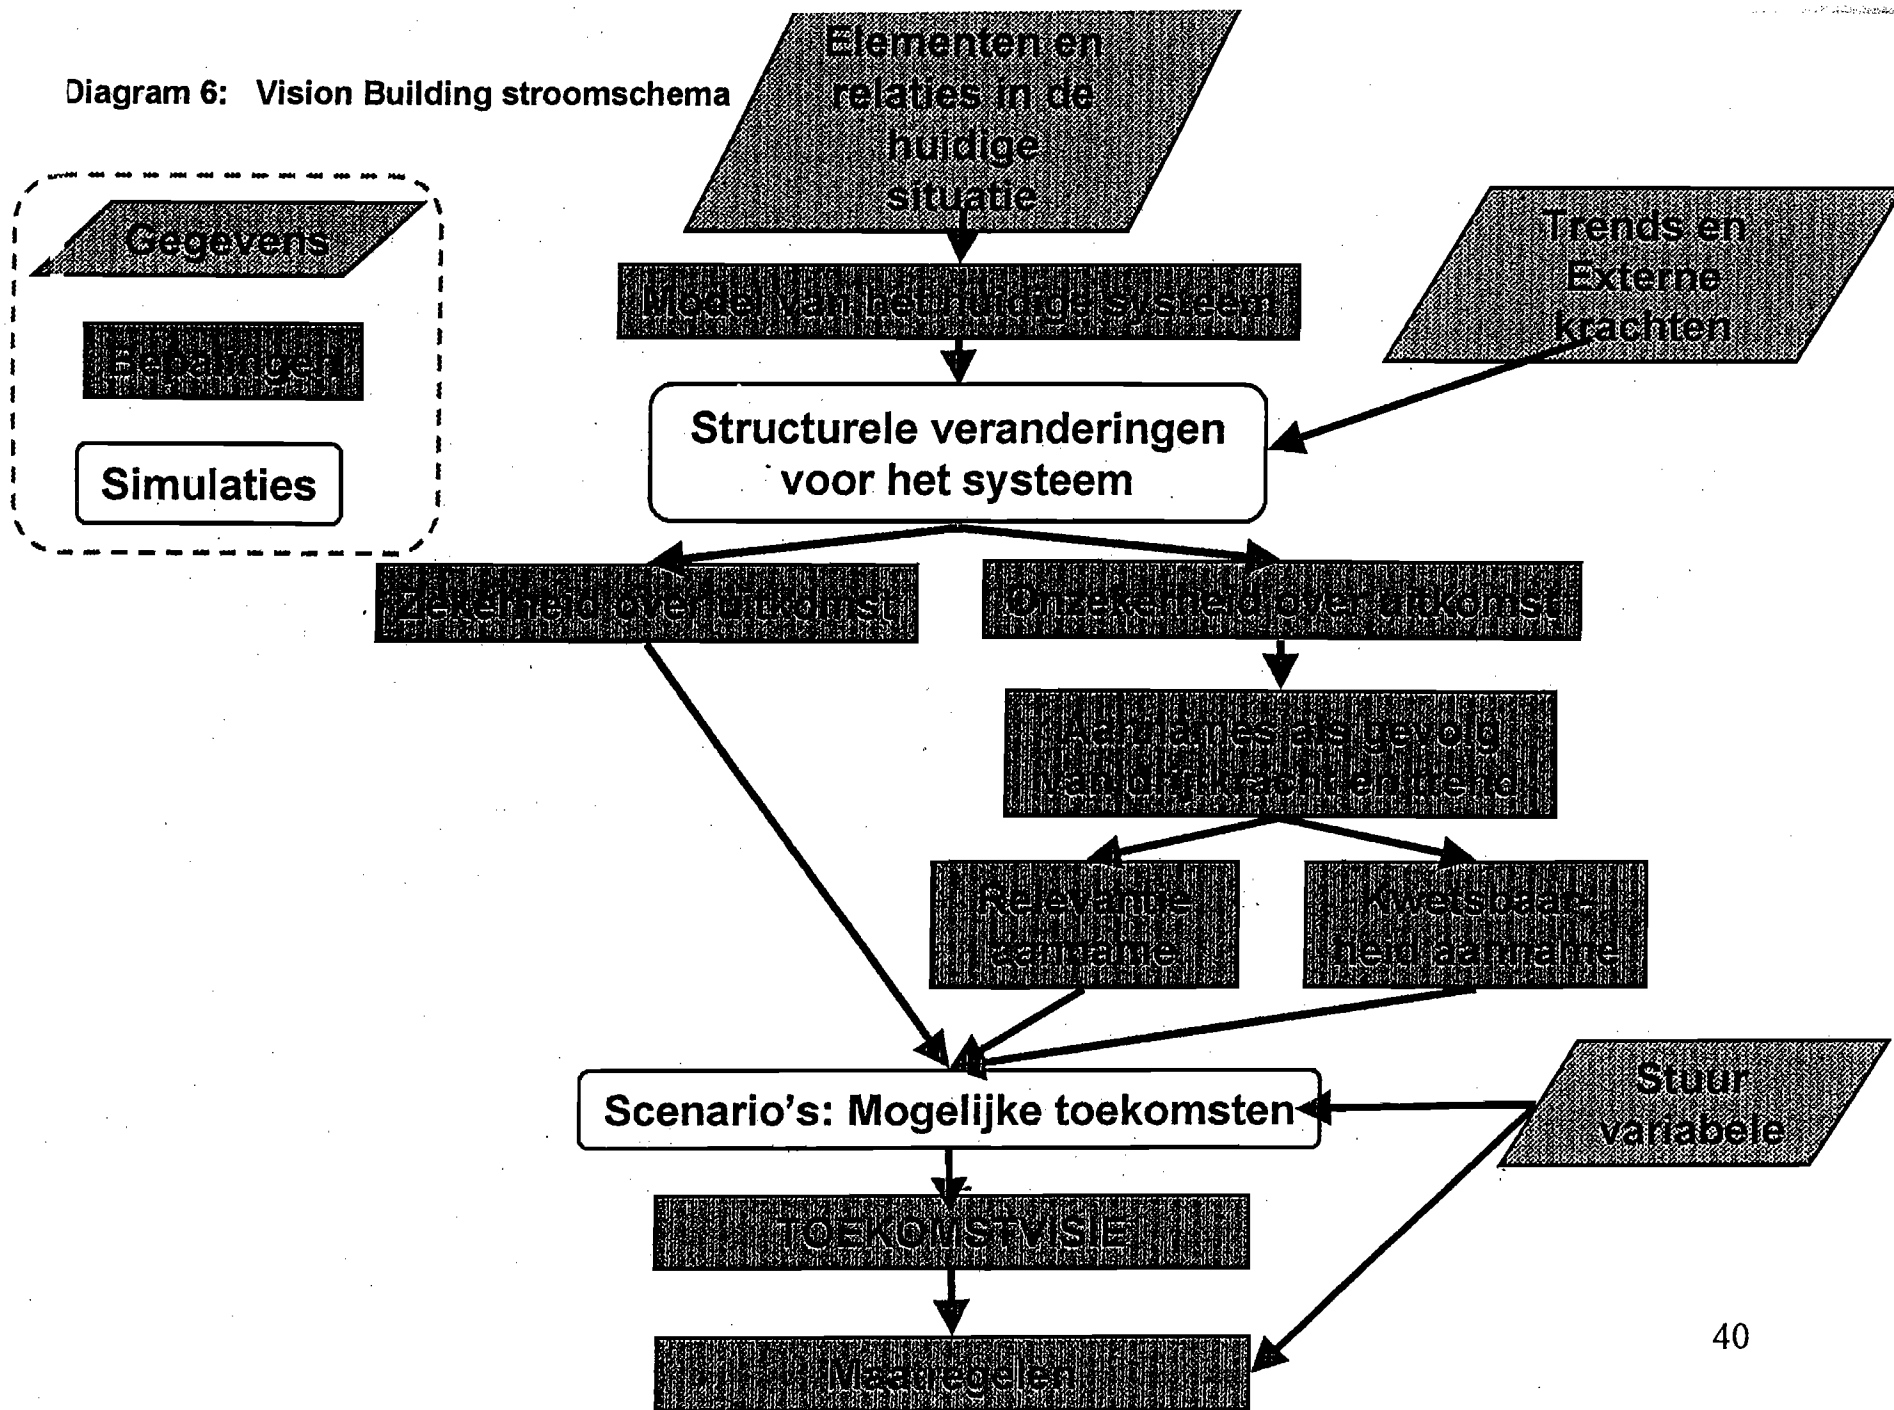 Diagram 6: Vision Building stroomschema
Elementen en
relaties in de
huidige
situatie
Gegevens
Bepalingen
Simulaties
Trends en
Externe
krachten
Model van het huidige systeem
Structurele veranderingen
voor het systeem
Zekerheid over uitkomst
Onzekerheid over uitkomst
Aannames als gevolg
van drijfkracht en trend
Relevantie
aanname
Kwetsbaar-
heid aanname
Scenario's: Mogelijke toekomsten
Stuur
variabele
TOEKOMSTVISIE
Maatregelen
40